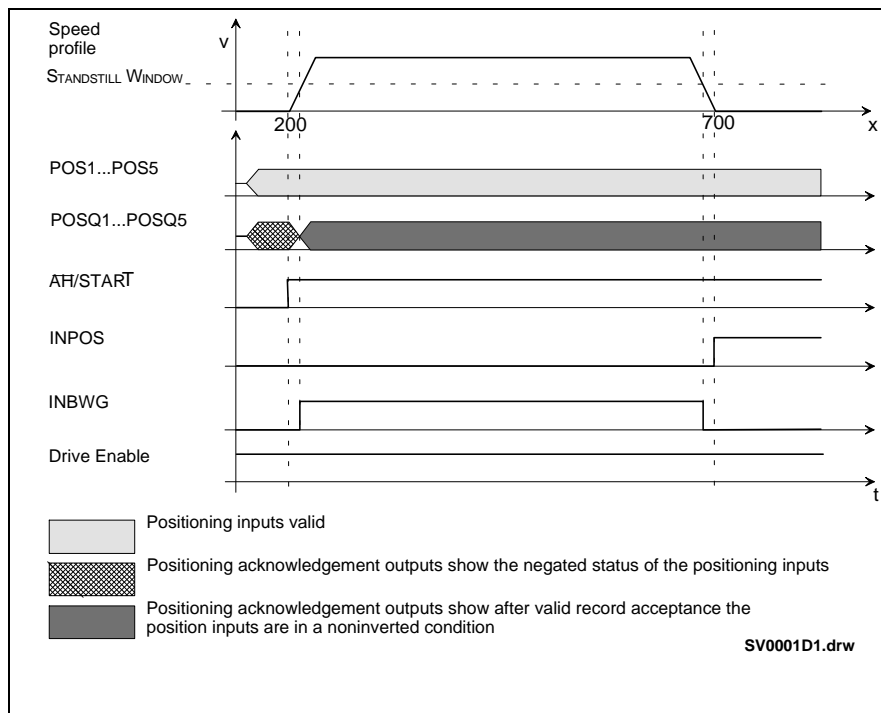 Speed
profile
v
STANDSTILL WINDOW
200
700
x
POS1...POS5
POSQ1...POSQ5
AH/START
INPOS
INBWG
Drive Enable
t
Positioning inputs valid
Positioning acknowledgement outputs show the negated status of the positioning inputs
Positioning acknowledgement outputs show after valid record acceptance the
position inputs are in a noninverted condition
SV0001D1.drw